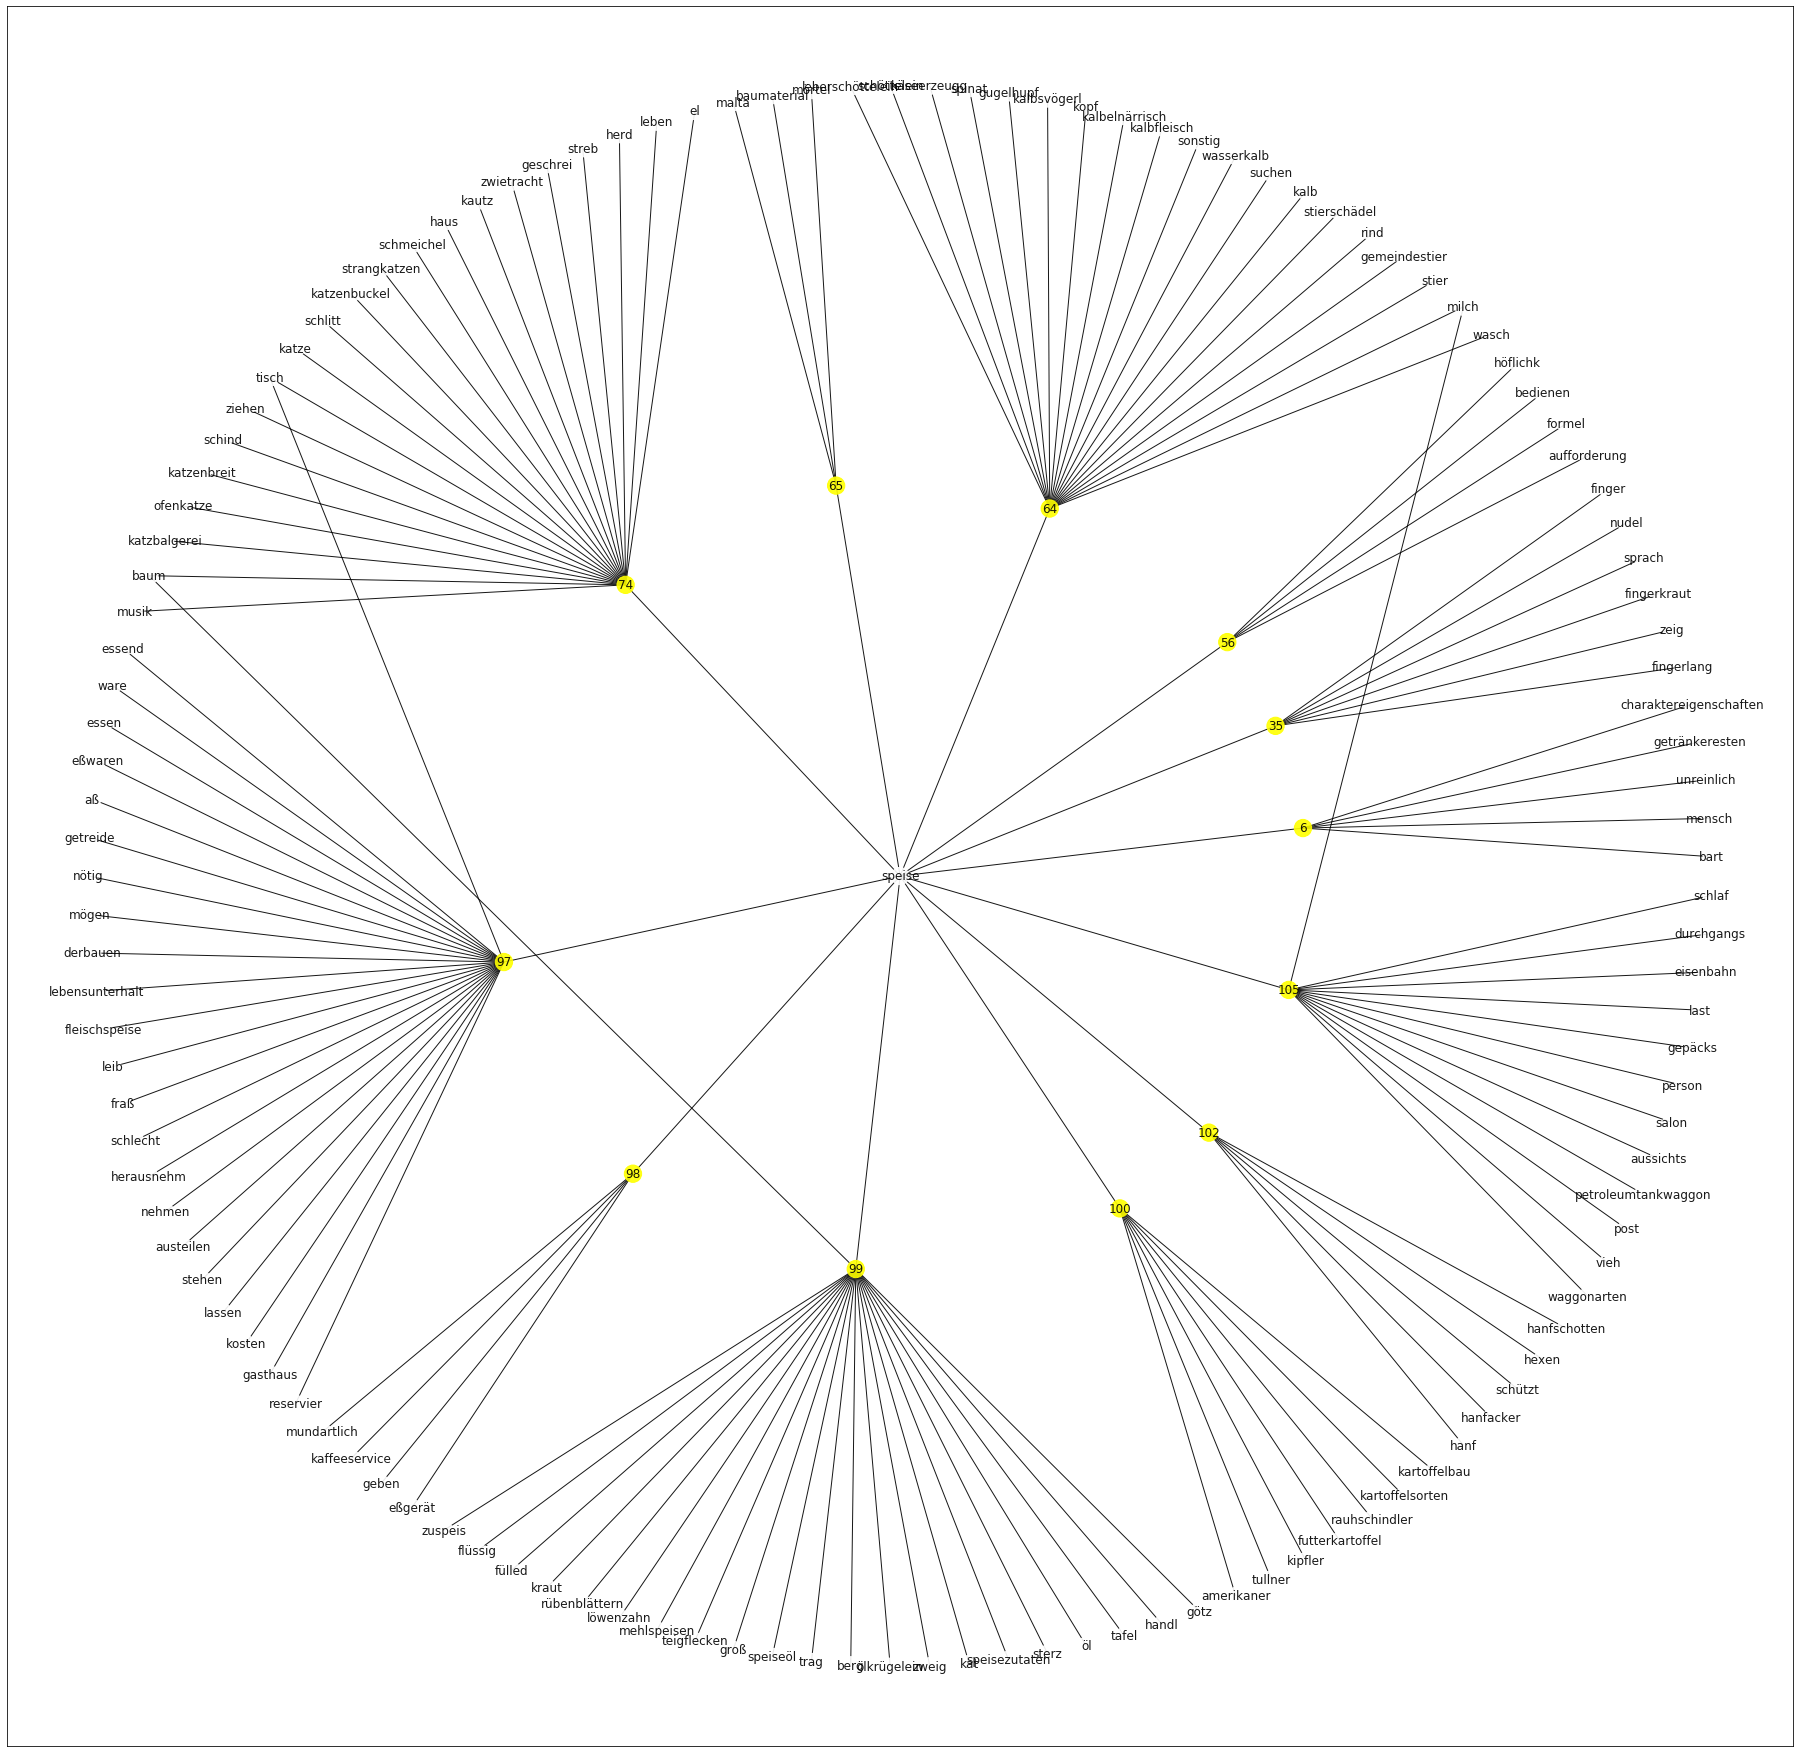 el
leben
herd
streb
geschrei
zwietracht
kautz
haus
schmeichel
strangkatzen
katzenbuckel
schlitt
katze
tisch
ziehen
schind
katzenbreit
ofenkatze
katzbalgerei
baum
musik
74
malta
baumaterial
mörtel
65
spinat
gugelhupf
kalbsvögerl
kopf
kalbelnärrisch
kalbfleisch
sonstig
wasserkalb
suchen
kalb
stierschädel
rind
gemeindestier
stier
milch
wasch
64
höflichk
bedienen
formel
aufforderung
56
finger
nudel
sprach
fingerkraut
zeig
fingerlang
35
charaktereigenschaften
getränkeresten
unreinlich
mensch
bart
6
speise
schlaf
durchgangs
eisenbahn
last
gepäcks
person
salon
aussichts
petroleumtankwaggon
post
vieh
waggonarten
105
hanfschotten
hexen
schützt
hanfacker
hanf
102
kartoffelbau
kartoffelsorten
rauhschindler
futterkartoffel
kipfler
tullner
amerikaner
100
essend
ware
essen
eßwaren
aß
getreide
nötig
mögen
derbauen
lebensunterhalt
fleischspeise
leib
fraß
schlecht
herausnehm
nehmen
austeilen
stehen
lassen
kosten
gasthaus
reservier
97
mundartlich
kaffeeservice
geben
eßgerät
98
zuspeis
flüssig
fülled
kraut
rübenblättern
löwenzahn
mehlspeisen
teigflecken
groß
speiseöl
trag
berg
ölkrügelein
zweig
kat
speisezutaten
sterz
öl
tafel
handl
götz
99